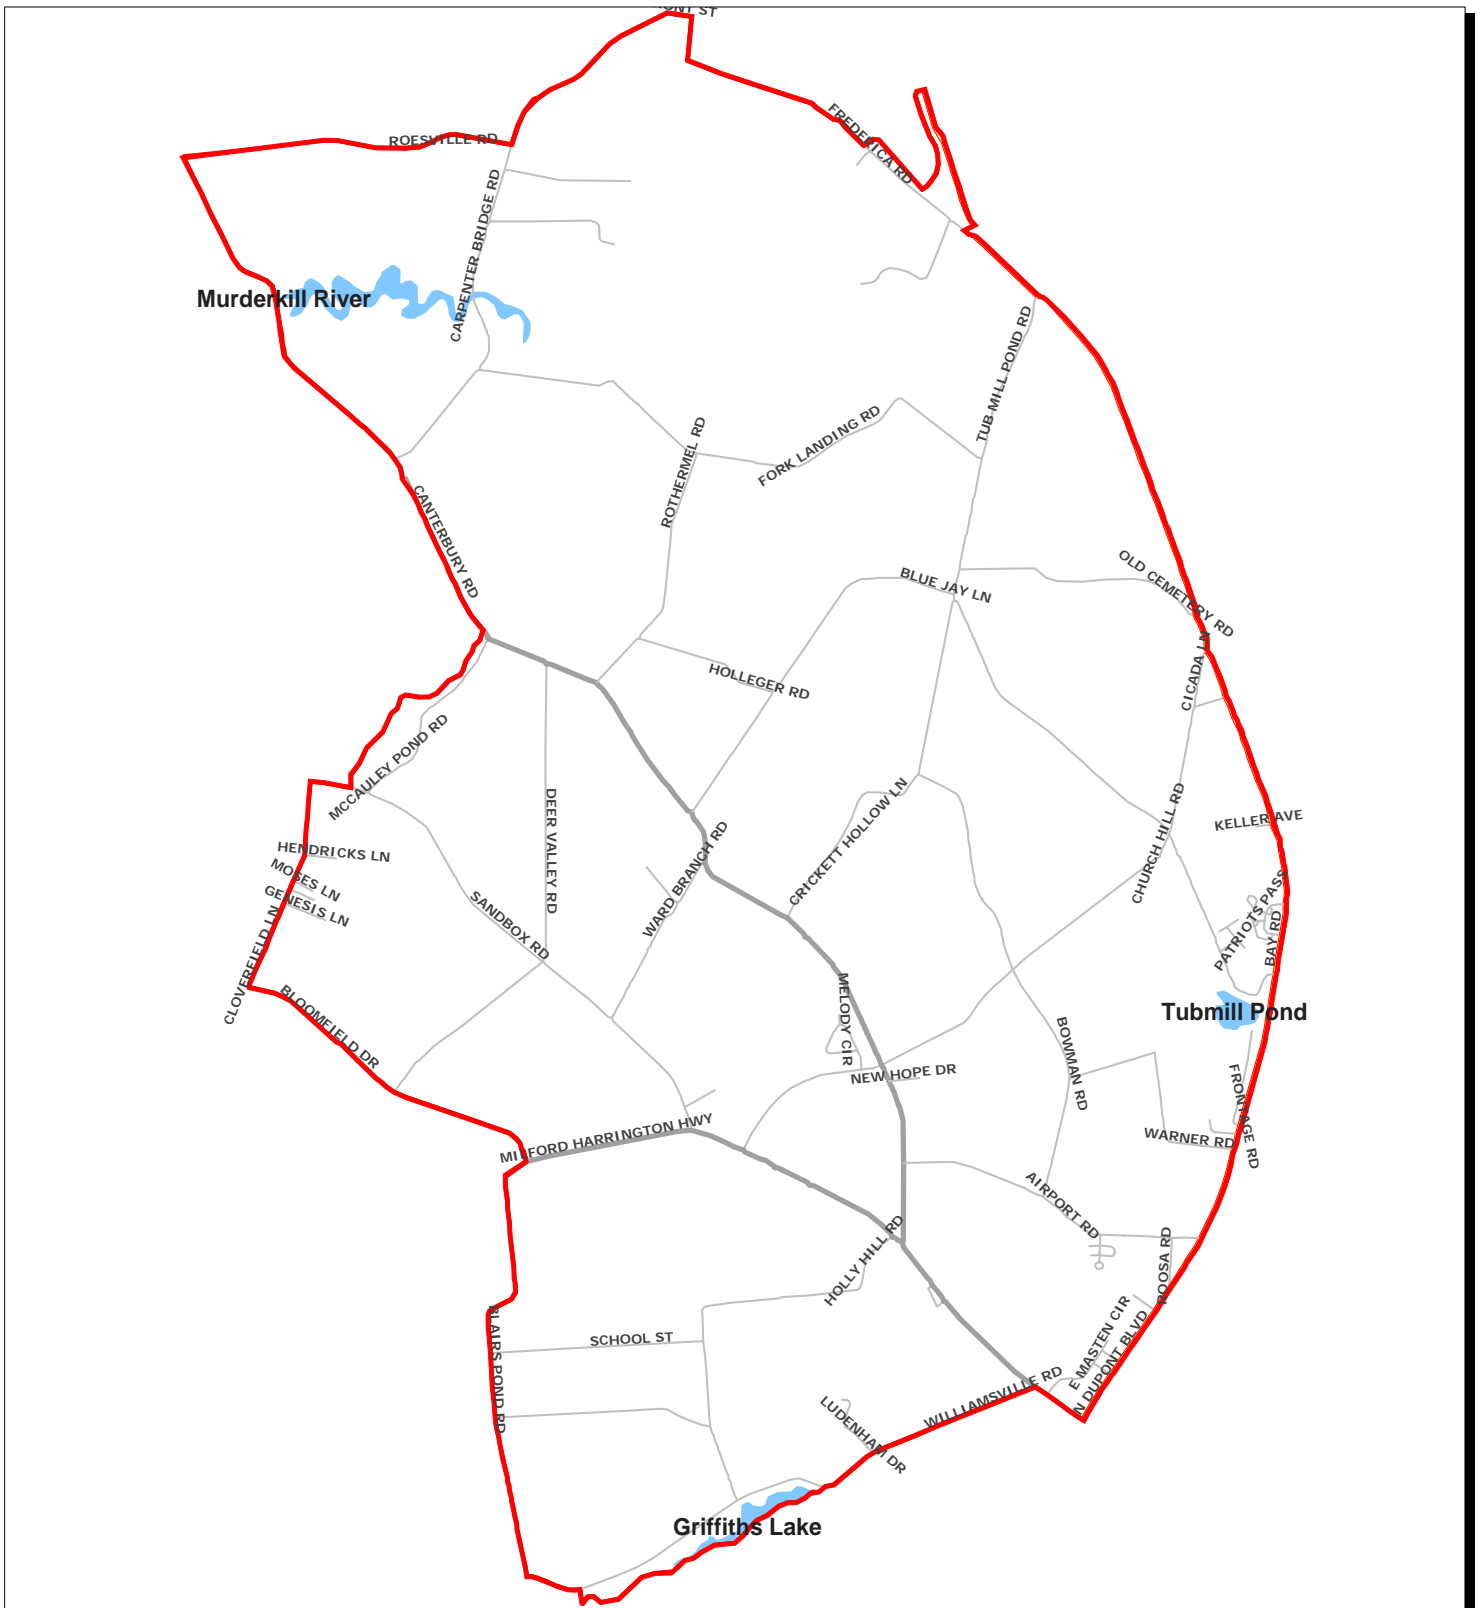 ROESVILLE RD
FREDERICA RD
CARPENTER BRIDGE RD
Murderkill River
TUB MILL POND RD
FORK LANDING RD
ROTHERMEL RD
CANTERBURY RD
BLUE JAY LN
OLD CEMETERY RD
CICADA LN
HOLLEGER RD
MCCAULEY POND RD
DEER VALLEY RD
CRICKETT HOLLOW LN
CHURCH HILL RD
KELLER AVE
HENDRICKS LN
MOSES LN
GENESIS LN
CLOVERFIELD LN
SANDBOX RD
WARD BRANCH RD
PATRIOTS PASS
BAY RD
BLOOMFIELD DR
MELODY CIR
Tubmill Pond
NEW HOPE DR
BOWMAN RD
FRONTAGE RD
WARNER RD
MILFORD HARRINGTON HWY
AIRPORT RD
HOLLY HILL RD
ROOSA RD
E MASTEN CIR
N DUPONT BLVD
BLAIRS POND RD
SCHOOL ST
WILLIAMSVILLE RD
LUDENHAM DR
Griffiths Lake